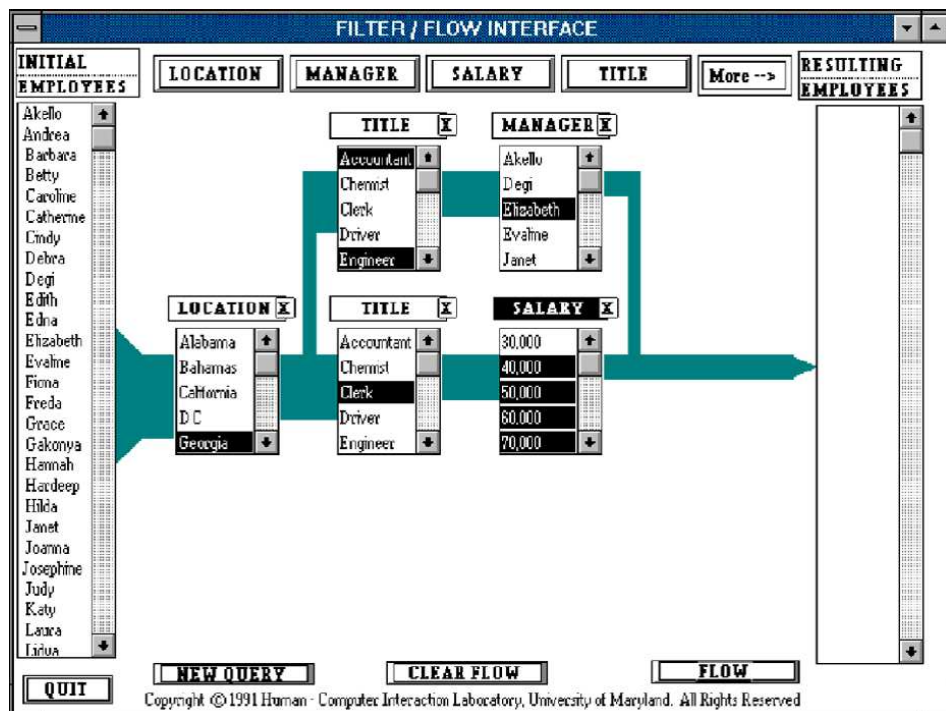 FILTER / FLOW INTERFACE
INITIAL
EMPLOYEES
LOCATION
MANAGER
SALARY
TITLE
More -->
RESULTING
EMPLOYEES
Akello
Andrea
Barbara
Betty
Caroline
Catherine
Cindy
Debra
Degi
Edith
Edna
Elizabeth
Evaline
Fiona
Freda
Grace
Gakonya
Hannah
Hardeep
Hilda
Janet
Joanna
Josephine
Judy
Katy
Laura
Lidua
TITLE X
Accountant
Chemist
Clerk
Driver
Engineer
MANAGER X
Akello
Degi
Elizabeth
Evaline
Janet
LOCATION X
Alabama
Bahamas
California
D C
Georgia
TITLE X
Accountant
Chemist
Clerk
Driver
Engineer
SALARY X
30,000
40,000
50,000
60,000
70,000
NEW QUERY
CLEAR FLOW
FLOW
QUIT
Copyright © 1991 Human - Computer Interaction Laboratory, University of Maryland. All Rights Reserved